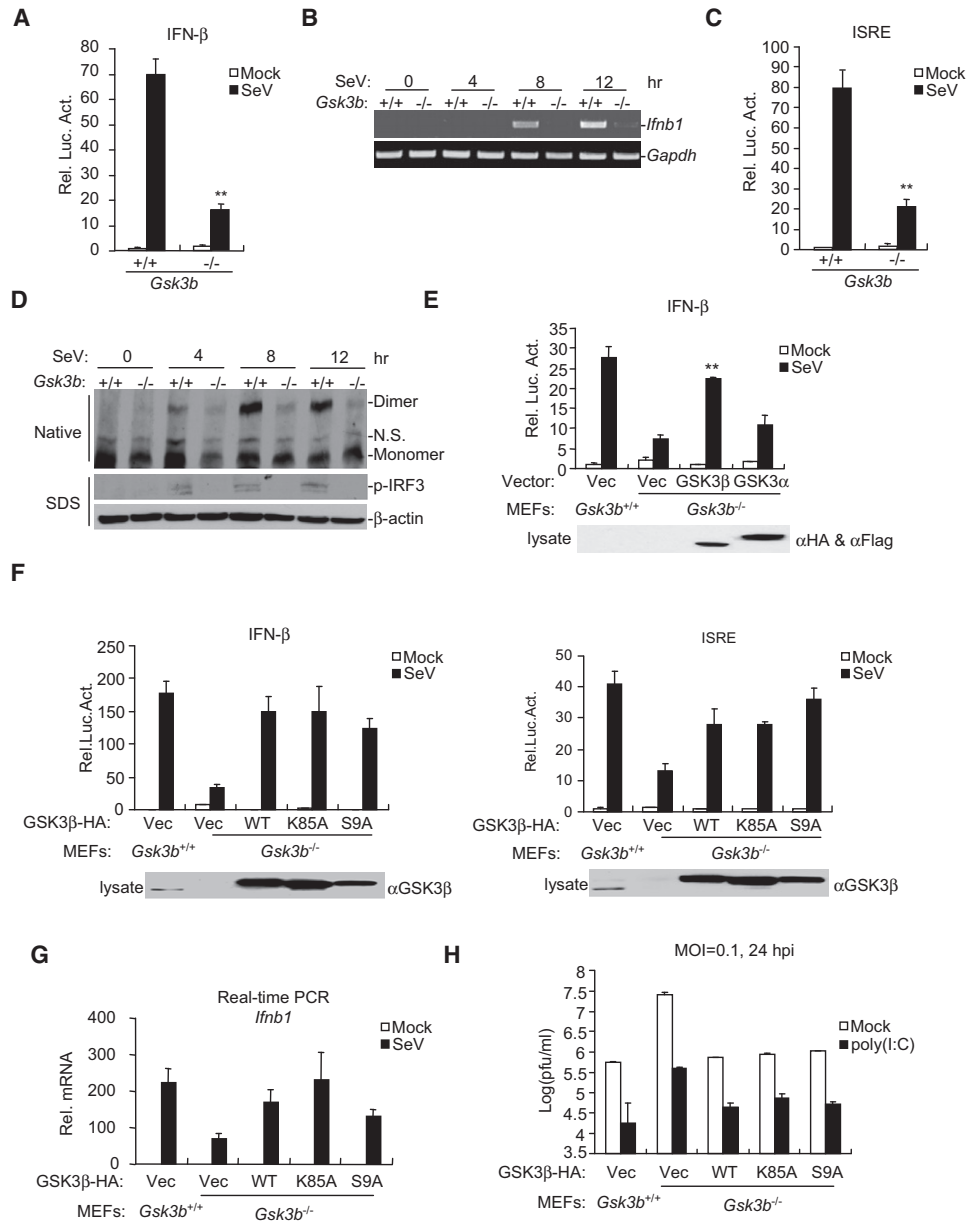 A
IFN-β
80
70
60
50
40
30
20
10
0
Rel. Luc. Act.
Mock
SeV
**
+/+ -/-
Gsk3b
B
SeV: 0 4 8 12 hr
Gsk3b: +/+ -/- +/+ -/- +/+ -/- +/+ -/-
-Ifnb1
-Gapdh
C
ISRE
100
90
80
70
60
50
40
30
20
10
0
Rel. Luc. Act.
Mock
SeV
**
+/+ -/-
Gsk3b
D
SeV: 0 4 8 12 hr
Gsk3b: +/+ -/- +/+ -/- +/+ -/- +/+ -/-
Native
-Dimer
-N.S.
-Monomer
SDS
-p-IRF3
-β-actin
E
IFN-β
35
30
25
20
15
10
5
0
Rel. Luc. Act.
Mock
SeV
**
Vector: Vec Vec GSK3β GSK3α
MEFs: Gsk3b+/+ Gsk3b-/-
lysate αHA & αFlag
F
IFN-β
250
200
150
100
50
0
Rel.Luc.Act.
Mock
SeV
GSK3β-HA: Vec Vec WT K85A S9A
MEFs: Gsk3b+/+ Gsk3b-/-
lysate αGSK3β
ISRE
50
40
30
20
10
0
Rel.Luc.Act.
Mock
SeV
GSK3β-HA: Vec Vec WT K85A S9A
MEFs: Gsk3b+/+ Gsk3b-/-
lysate αGSK3β
G
Real-time PCR
Ifnb1
400
300
200
100
0
Rel. mRNA
Mock
SeV
GSK3β-HA: Vec Vec WT K85A S9A
MEFs: Gsk3b+/+ Gsk3b-/-
H
MOI=0.1, 24 hpi
8
7.5
7
6.5
6
5.5
5
4.5
4
3.5
Log(pfu/ml)
Mock
poly(I:C)
GSK3β-HA: Vec Vec WT K85A S9A
MEFs: Gsk3b+/+ Gsk3b-/-